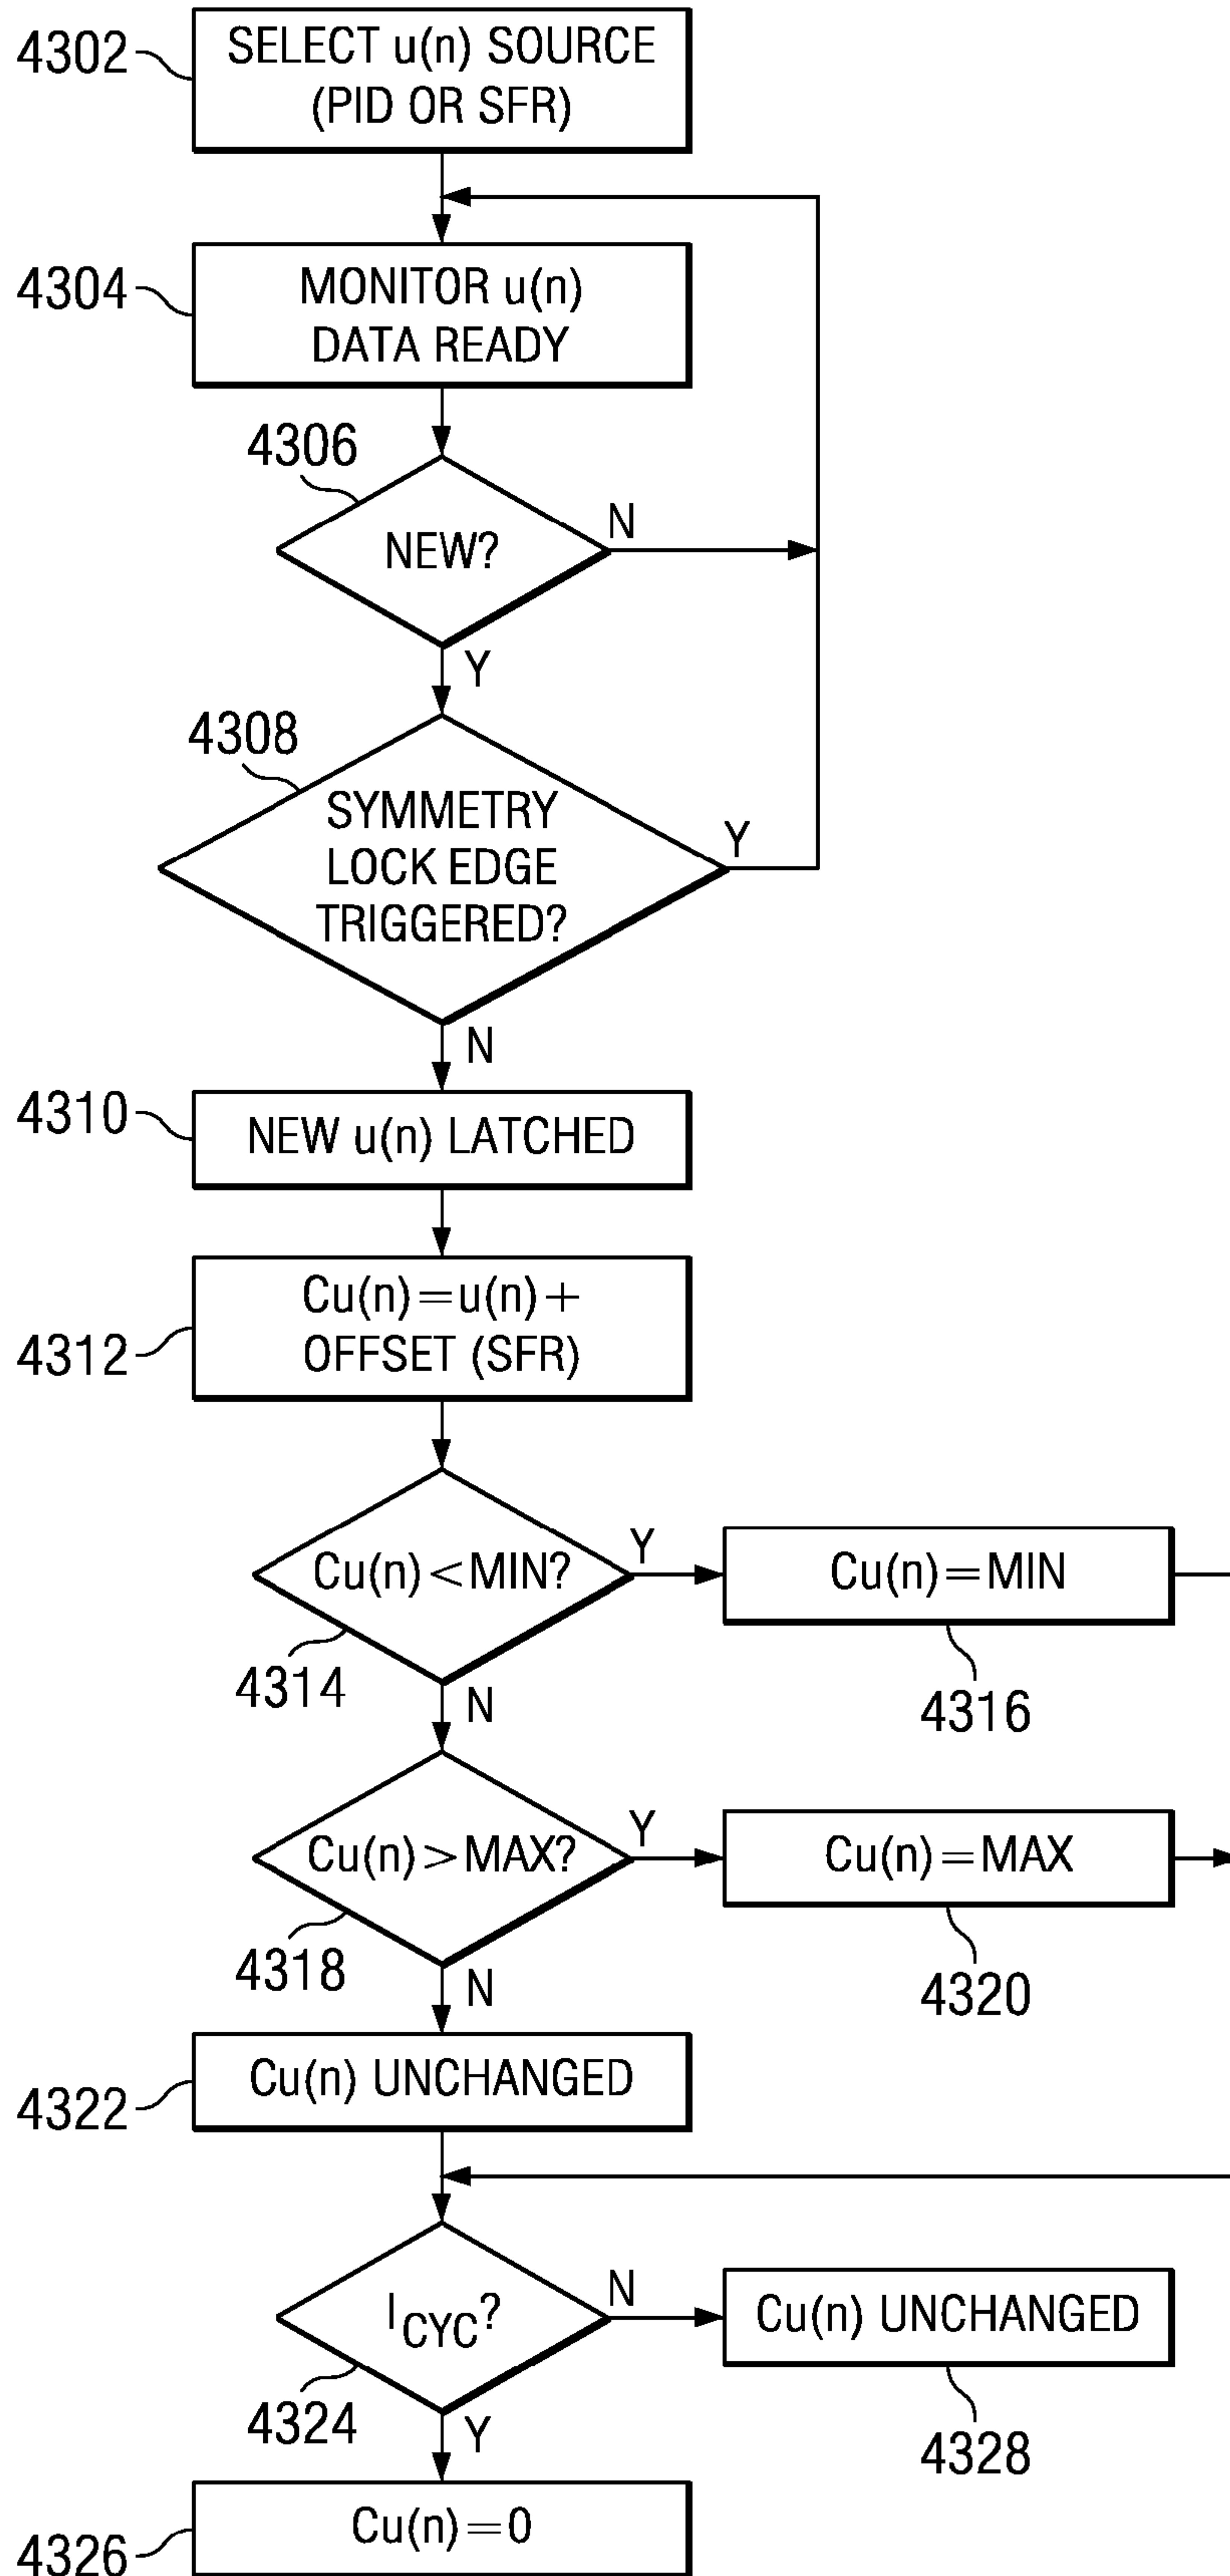 4302
SELECT u(n) SOURCE
(PID OR SFR)
4304
MONITOR u(n)
DATA READY
4306
NEW?
N
Y
4308
SYMMETRY
LOCK EDGE
TRIGGERED?
Y
N
4310
NEW u(n) LATCHED
4312
Cu(n)=u(n)+
OFFSET (SFR)
Cu(n)<MIN?
Y
Cu(n)=MIN
4314
N
4316
Cu(n)>MAX?
Y
Cu(n)=MAX
4318
N
4320
4322
Cu(n) UNCHANGED
ICYC?
N
Cu(n) UNCHANGED
4324
Y
4328
4326
Cu(n)=0